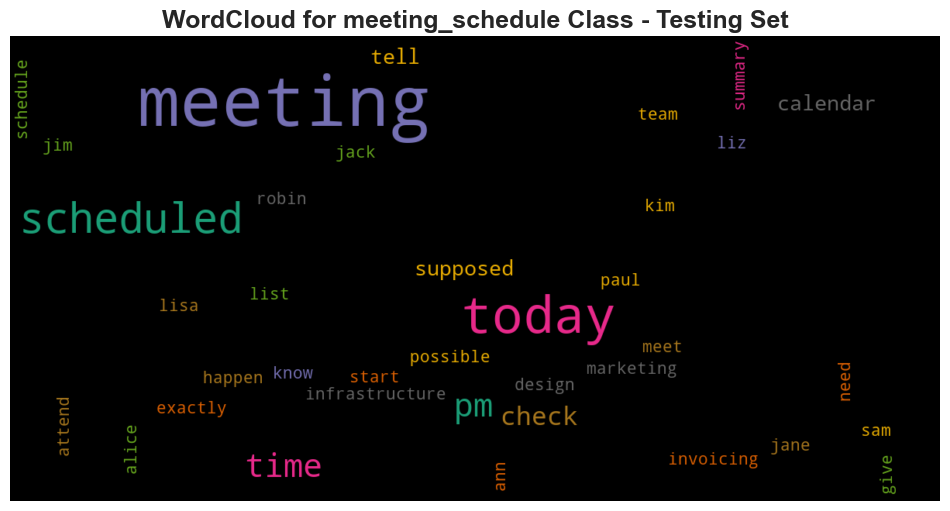 WordCloud for meeting_schedule Class - Testing Set
tell
schedule
meeting
summary
calendar
team
jim
jack
liz
robin
scheduled
kim
supposed
paul
list
lisa
today
possible
meet
marketing
happen
know
start
design
infrastructure
need
exactly
pm
check
attend
alice
sam
jane
time
invoicing
ann
give